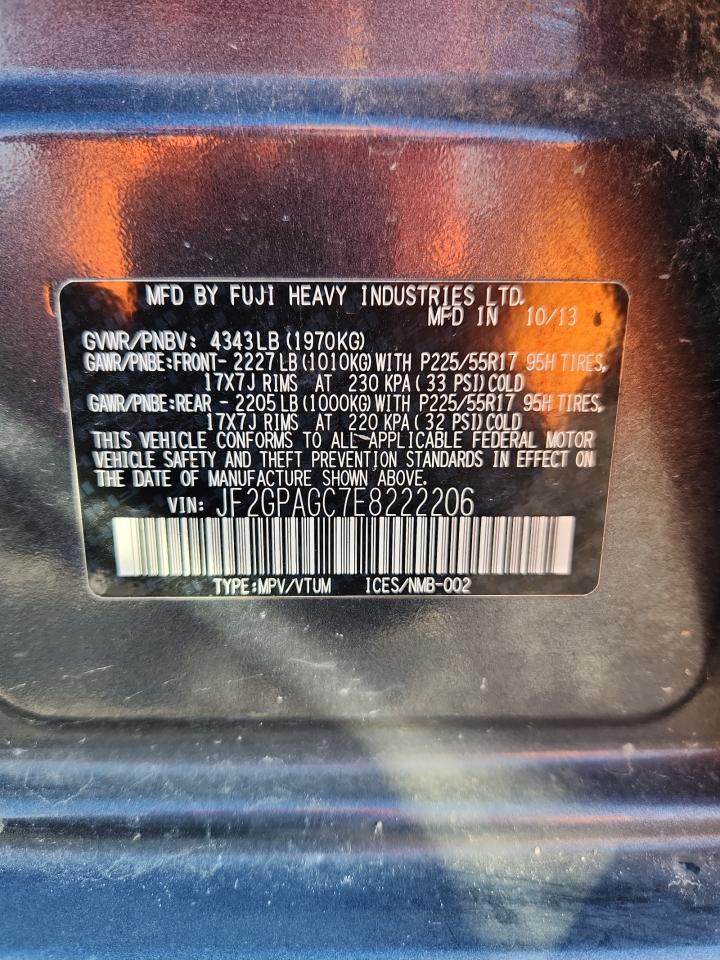 MFD BY FUJI HEAVY INDUSTRIES LTD.
MFD IN 10/13
GVWR/PNBV: 4343LB (1970KG)
GAWR/PNBE:FRONT- 2227LB (1010KG) WITH P225/55R17 95H TIRES,
17X7J RIMS AT 230 KPA ( 33 PSI) COLD
GAWR/PNBE:REAR - 2205LB (1000KG) WITH P225/55R17 95H TIRES,
17X7J RIMS AT 220 KPA ( 32 PSI) COLD
THIS VEHICLE CONFORMS TO ALL APPLICABLE FEDERAL MOTOR
VEHICLE SAFETY AND THEFT PREVENTION STANDARDS IN EFFECT ON
THE DATE OF MANUFACTURE SHOWN ABOVE.
VIN: JF2GPAGC7E8222206
TYPE:MPV/VTUM ICES/NMB-002